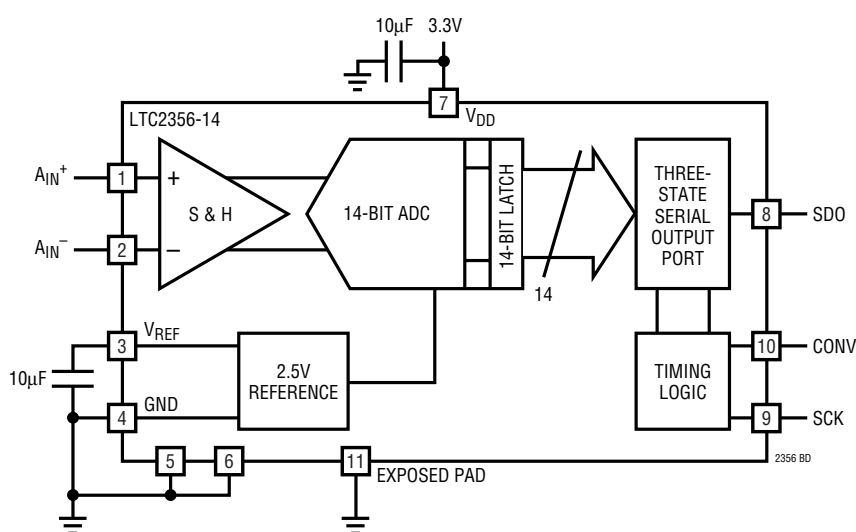 10μF 3.3V
7
LTC2356-14
VDD
AIN+
1
+
S & H
14-BIT ADC
14-BIT LATCH
THREE-
STATE
SERIAL
OUTPUT
PORT
8
SDO
AIN–
2
–
14
3
VREF
10μF
2.5V
REFERENCE
TIMING
LOGIC
10
CONV
4
GND
9
SCK
5
6
11
EXPOSED PAD
2356 BD